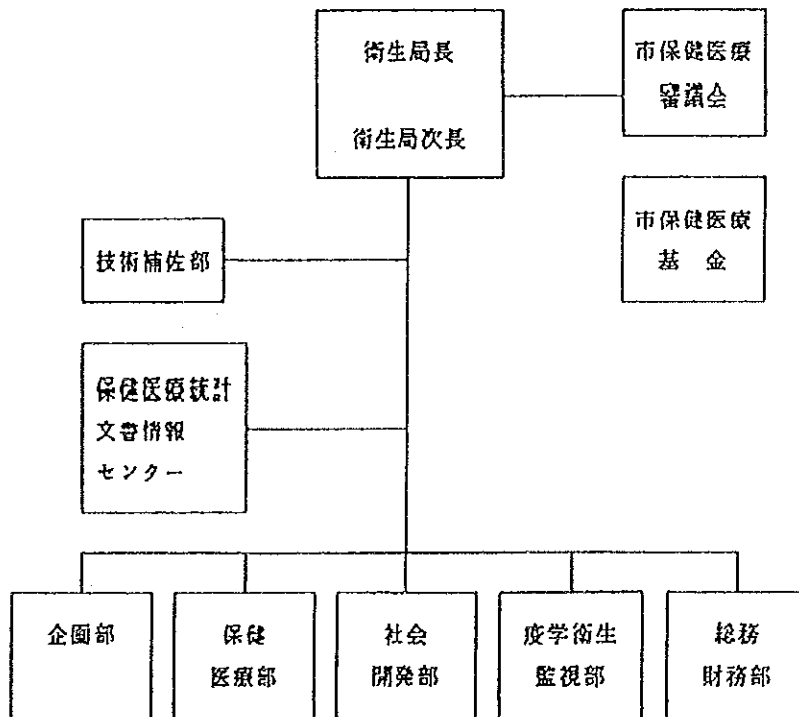 衛生局長
衛生局次長
市保健医療
審議会
市保健医療
基 金
技術補佐部
保健医療統計
文書情報
センター
企画部
保健
医療部
社会
開発部
疫学衛生
監視部
総務
財務部